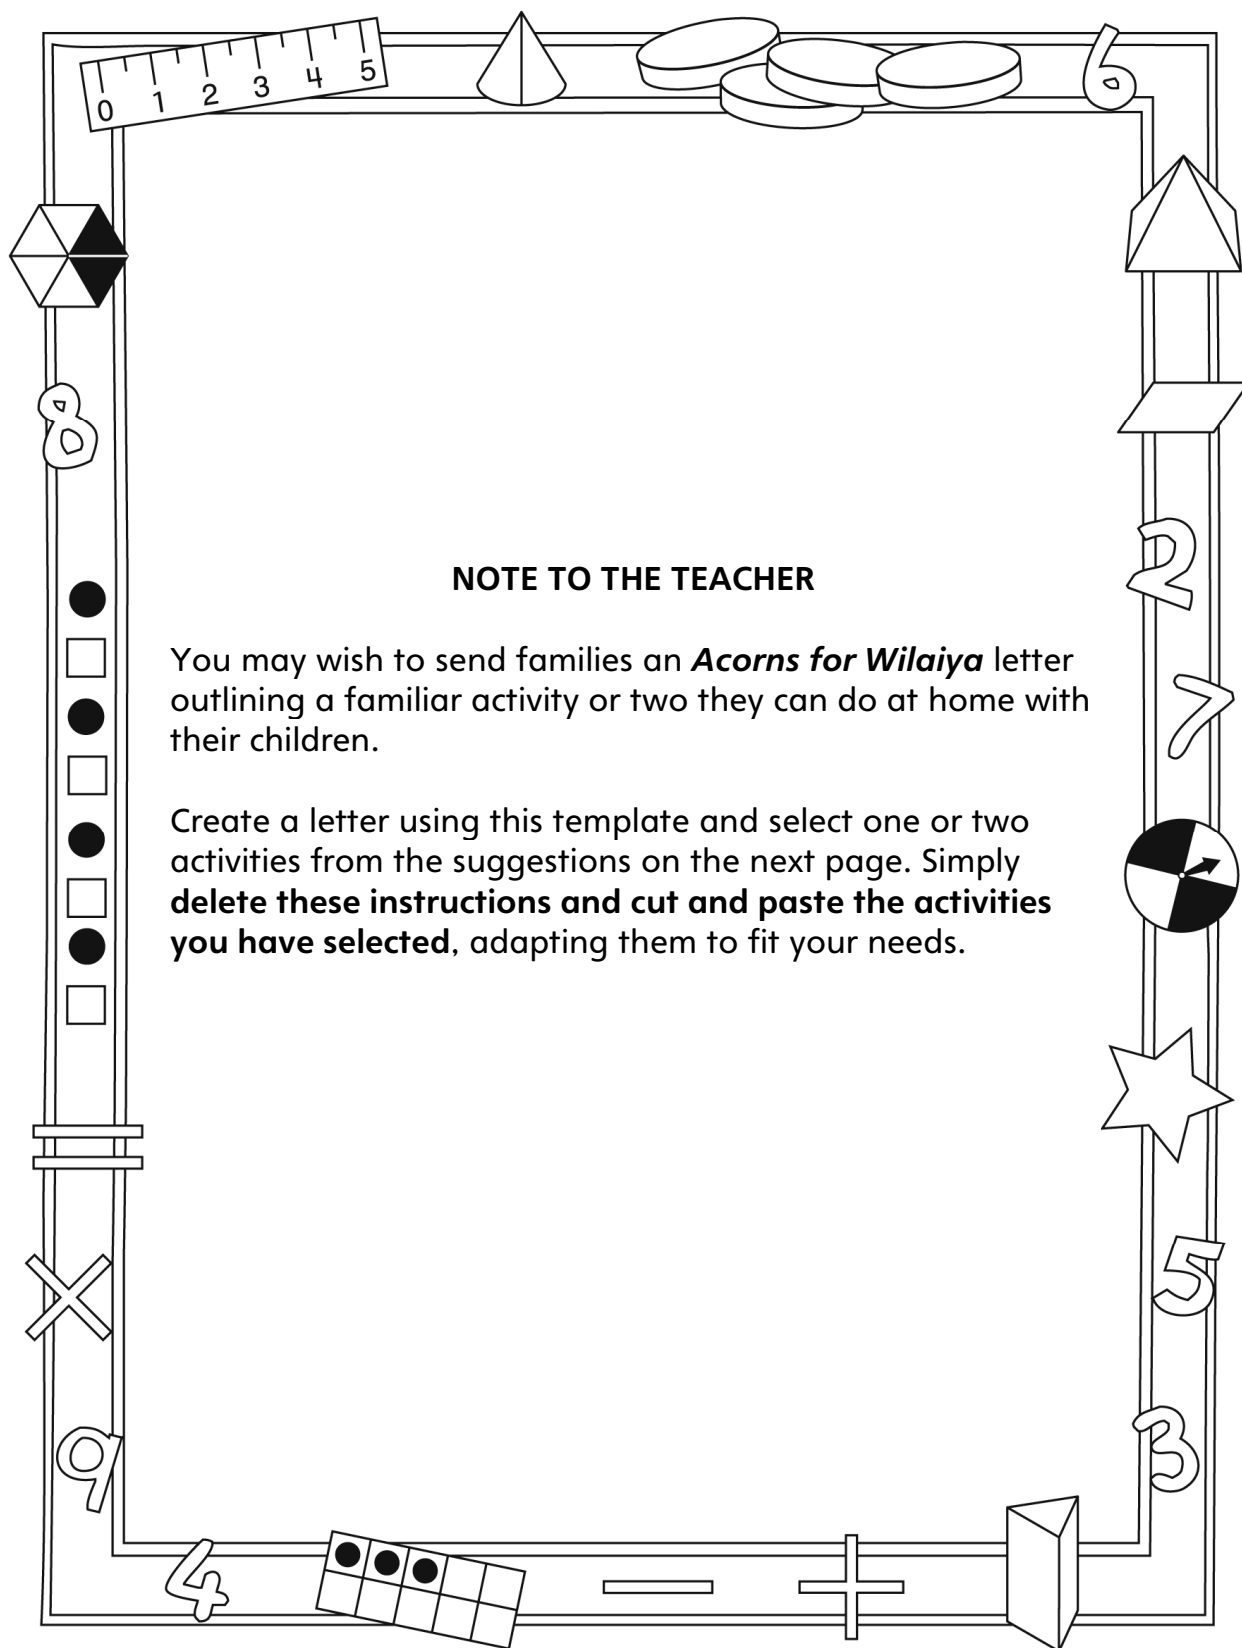 0 1 2 3 4 5
6
8
2
7
NOTE TO THE TEACHER
You may wish to send families an Acorns for Wilaiya letter
outlining a familiar activity or two they can do at home with
their children.
Create a letter using this template and select one or two
activities from the suggestions on the next page. Simply
delete these instructions and cut and paste the activities
you have selected, adapting them to fit your needs.
=
×
5
9
3
4
− +